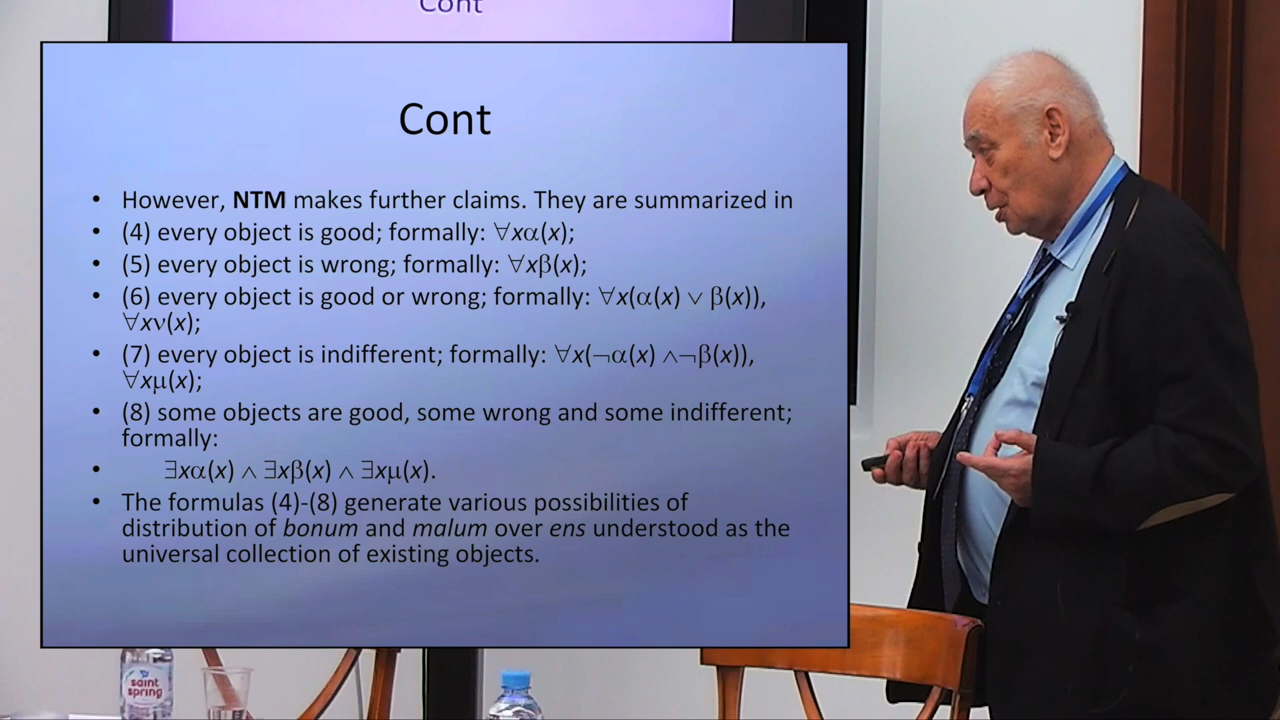 Cont
Cont
• However, NTM makes further claims. They are summarized in
• (4) every object is good; formally: ∀xα(x);
• (5) every object is wrong; formally: ∀xβ(x);
• (6) every object is good or wrong; formally: ∀x(α(x) ∨ β(x)),
∀xν(x);
• (7) every object is indifferent; formally: ∀x(¬α(x) ∧¬β(x)),
∀xμ(x);
• (8) some objects are good, some wrong and some indifferent;
formally:
• ∃xα(x) ∧ ∃xβ(x) ∧ ∃xμ(x).
• The formulas (4)-(8) generate various possibilities of
distribution of bonum and malum over ens understood as the
universal collection of existing objects.
saint
spring